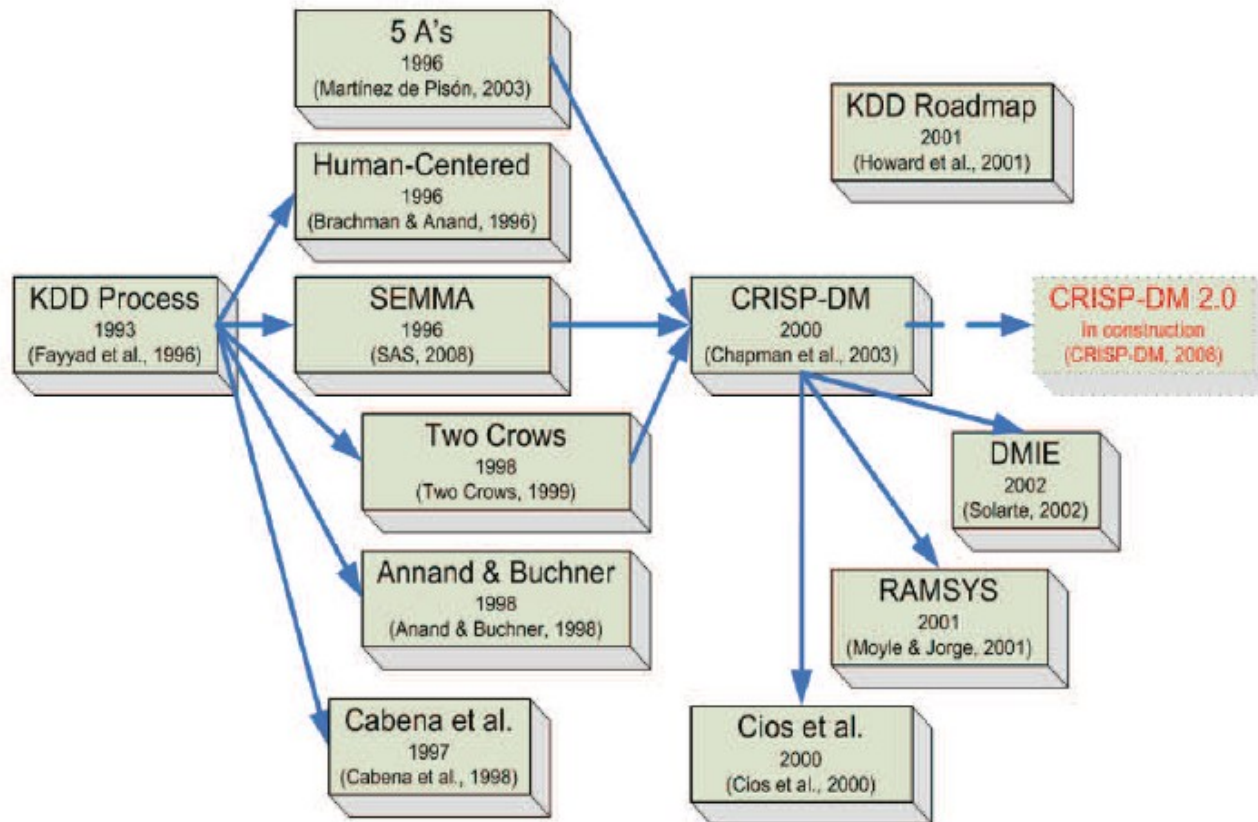 5 A's
1996
(Martínez de Pisón, 2003)
KDD Roadmap
2001
(Howard et al., 2001)
Human-Centered
1996
(Brachman & Anand, 1996)
KDD Process
1993
(Fayyad et al., 1996)
SEMMA
1996
(SAS, 2008)
CRISP-DM
2000
(Chapman et al., 2003)
CRISP-DM 2.0
In construction
(CRISP-DM, 2008)
Two Crows
1998
(Two Crows, 1999)
DMIE
2002
(Solarte, 2002)
Annand & Buchner
1998
(Anand & Buchner, 1998)
RAMSYS
2001
(Moyle & Jorge, 2001)
Cabena et al.
1997
(Cabena et al., 1998)
Cios et al.
2000
(Cios et al., 2000)